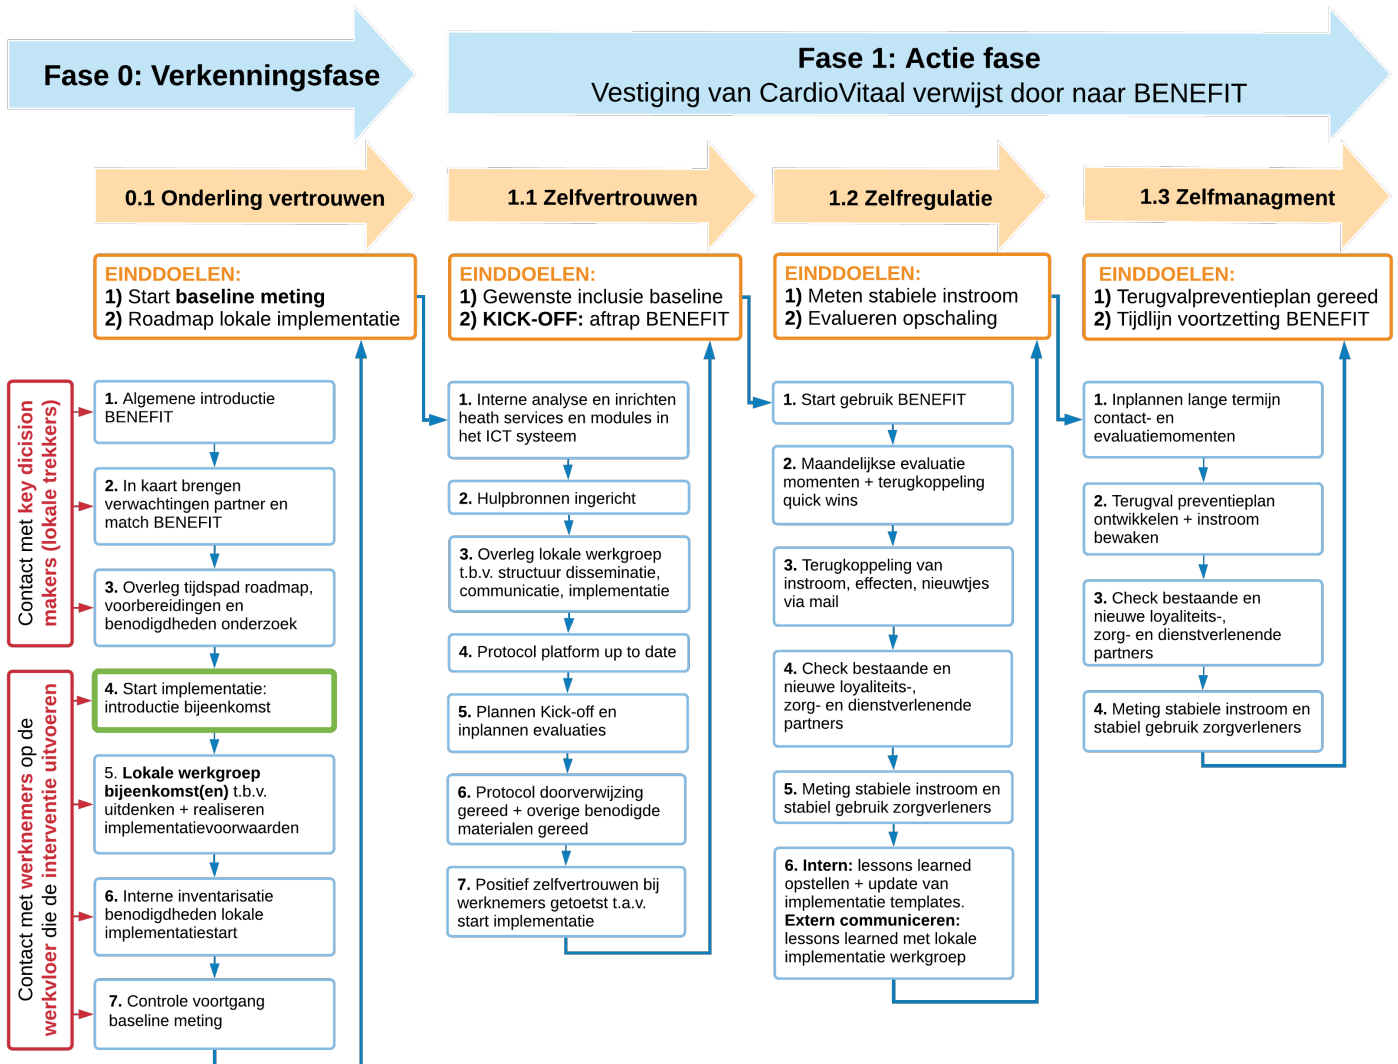 Fase 0: Verkenningsfase
Fase 1: Actie fase
Vestiging van CardioVitaal verwijst door naar BENEFIT
0.1 Onderling vertrouwen
1.1 Zelfvertrouwen
1.2 Zelfregulatie
1.3 Zelfmanagment
EINDDOELEN:
1) Start baseline meting
2) Roadmap lokale implementatie
EINDDOELEN:
1) Gewenste inclusie baseline
2) KICK-OFF: aftrap BENEFIT
EINDDOELEN:
1) Meten stabiele instroom
2) Evalueren opschaling
EINDDOELEN:
1) Terugvalpreventieplan gereed
2) Tijdlijn voortzetting BENEFIT
Contact met key dicision
makers (lokale trekkers)
Contact met werknemers op de
werkvloer die de interventie uitvoeren
1. Algemene introductie
BENEFIT
2. In kaart brengen
verwachtingen partner en
match BENEFIT
3. Overleg tijdspad roadmap,
voorbereidingen en
benodigdheden onderzoek
4. Start implementatie:
introductie bijeenkomst
5. Lokale werkgroep
bijeenkomst(en) t.b.v.
uitdenken + realiseren
implementatievoorwaarden
6. Interne inventarisatie
benodigdheden lokale
implementatiestart
7. Controle voortgang
baseline meting
1. Interne analyse en inrichten
heath services en modules in
het ICT systeem
2. Hulpbronnen ingericht
3. Overleg lokale werkgroep
t.b.v. structuur disseminatie,
communicatie, implementatie
4. Protocol platform up to date
5. Plannen Kick-off en
inplannen evaluaties
6. Protocol doorverwijzing
gereed + overige benodigde
materialen gereed
7. Positief zelfvertrouwen bij
werknemers getoetst t.a.v.
start implementatie
1. Start gebruik BENEFIT
2. Maandelijkse evaluatie
momenten + terugkoppeling
quick wins
3. Terugkoppeling van
instroom, effecten, nieuwtjes
via mail
4. Check bestaande en
nieuwe loyaliteits-,
zorg- en dienstverlenende
partners
5. Meting stabiele instroom en
stabiel gebruik zorgverleners
6. Intern: lessons learned
opstellen + update van
implementatie templates.
Extern communiceren:
lessons learned met lokale
implementatie werkgroep
1. Inplannen lange termijn
contact- en
evaluatiemomenten
2. Terugval preventieplan
ontwikkelen + instroom
bewaken
3. Check bestaande en
nieuwe loyaliteits-,
zorg- en dienstverlenende
partners
4. Meting stabiele instroom en
stabiel gebruik zorgverleners